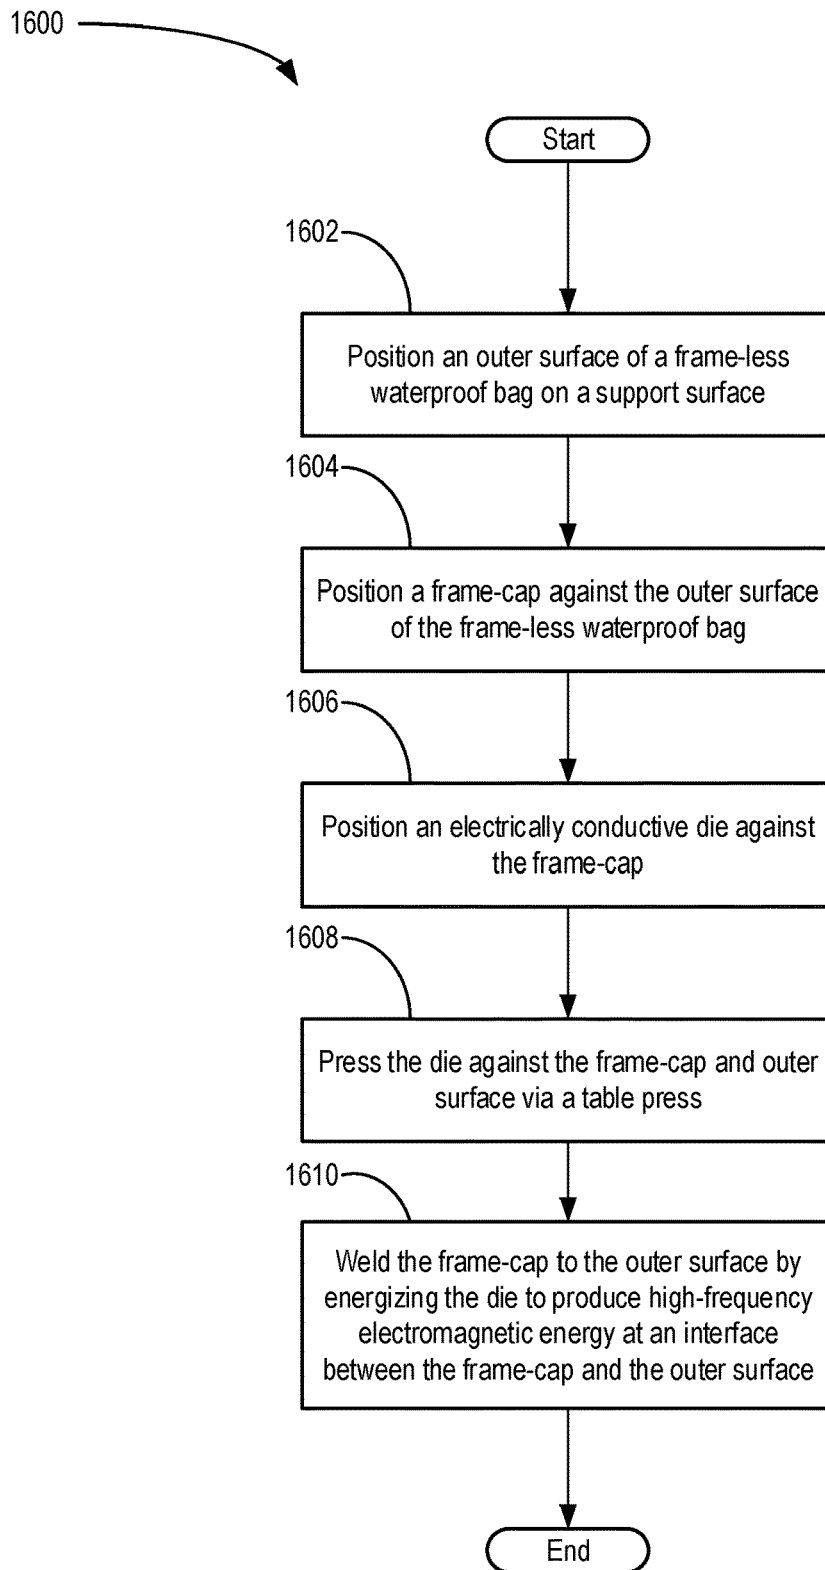 1600
Start
1602
Position an outer surface of a frame-less
waterproof bag on a support surface
1604
Position a frame-cap against the outer surface
of the frame-less waterproof bag
1606
Position an electrically conductive die against
the frame-cap
1608
Press the die against the frame-cap and outer
surface via a table press
1610
Weld the frame-cap to the outer surface by
energizing the die to produce high-frequency
electromagnetic energy at an interface
between the frame-cap and the outer surface
End